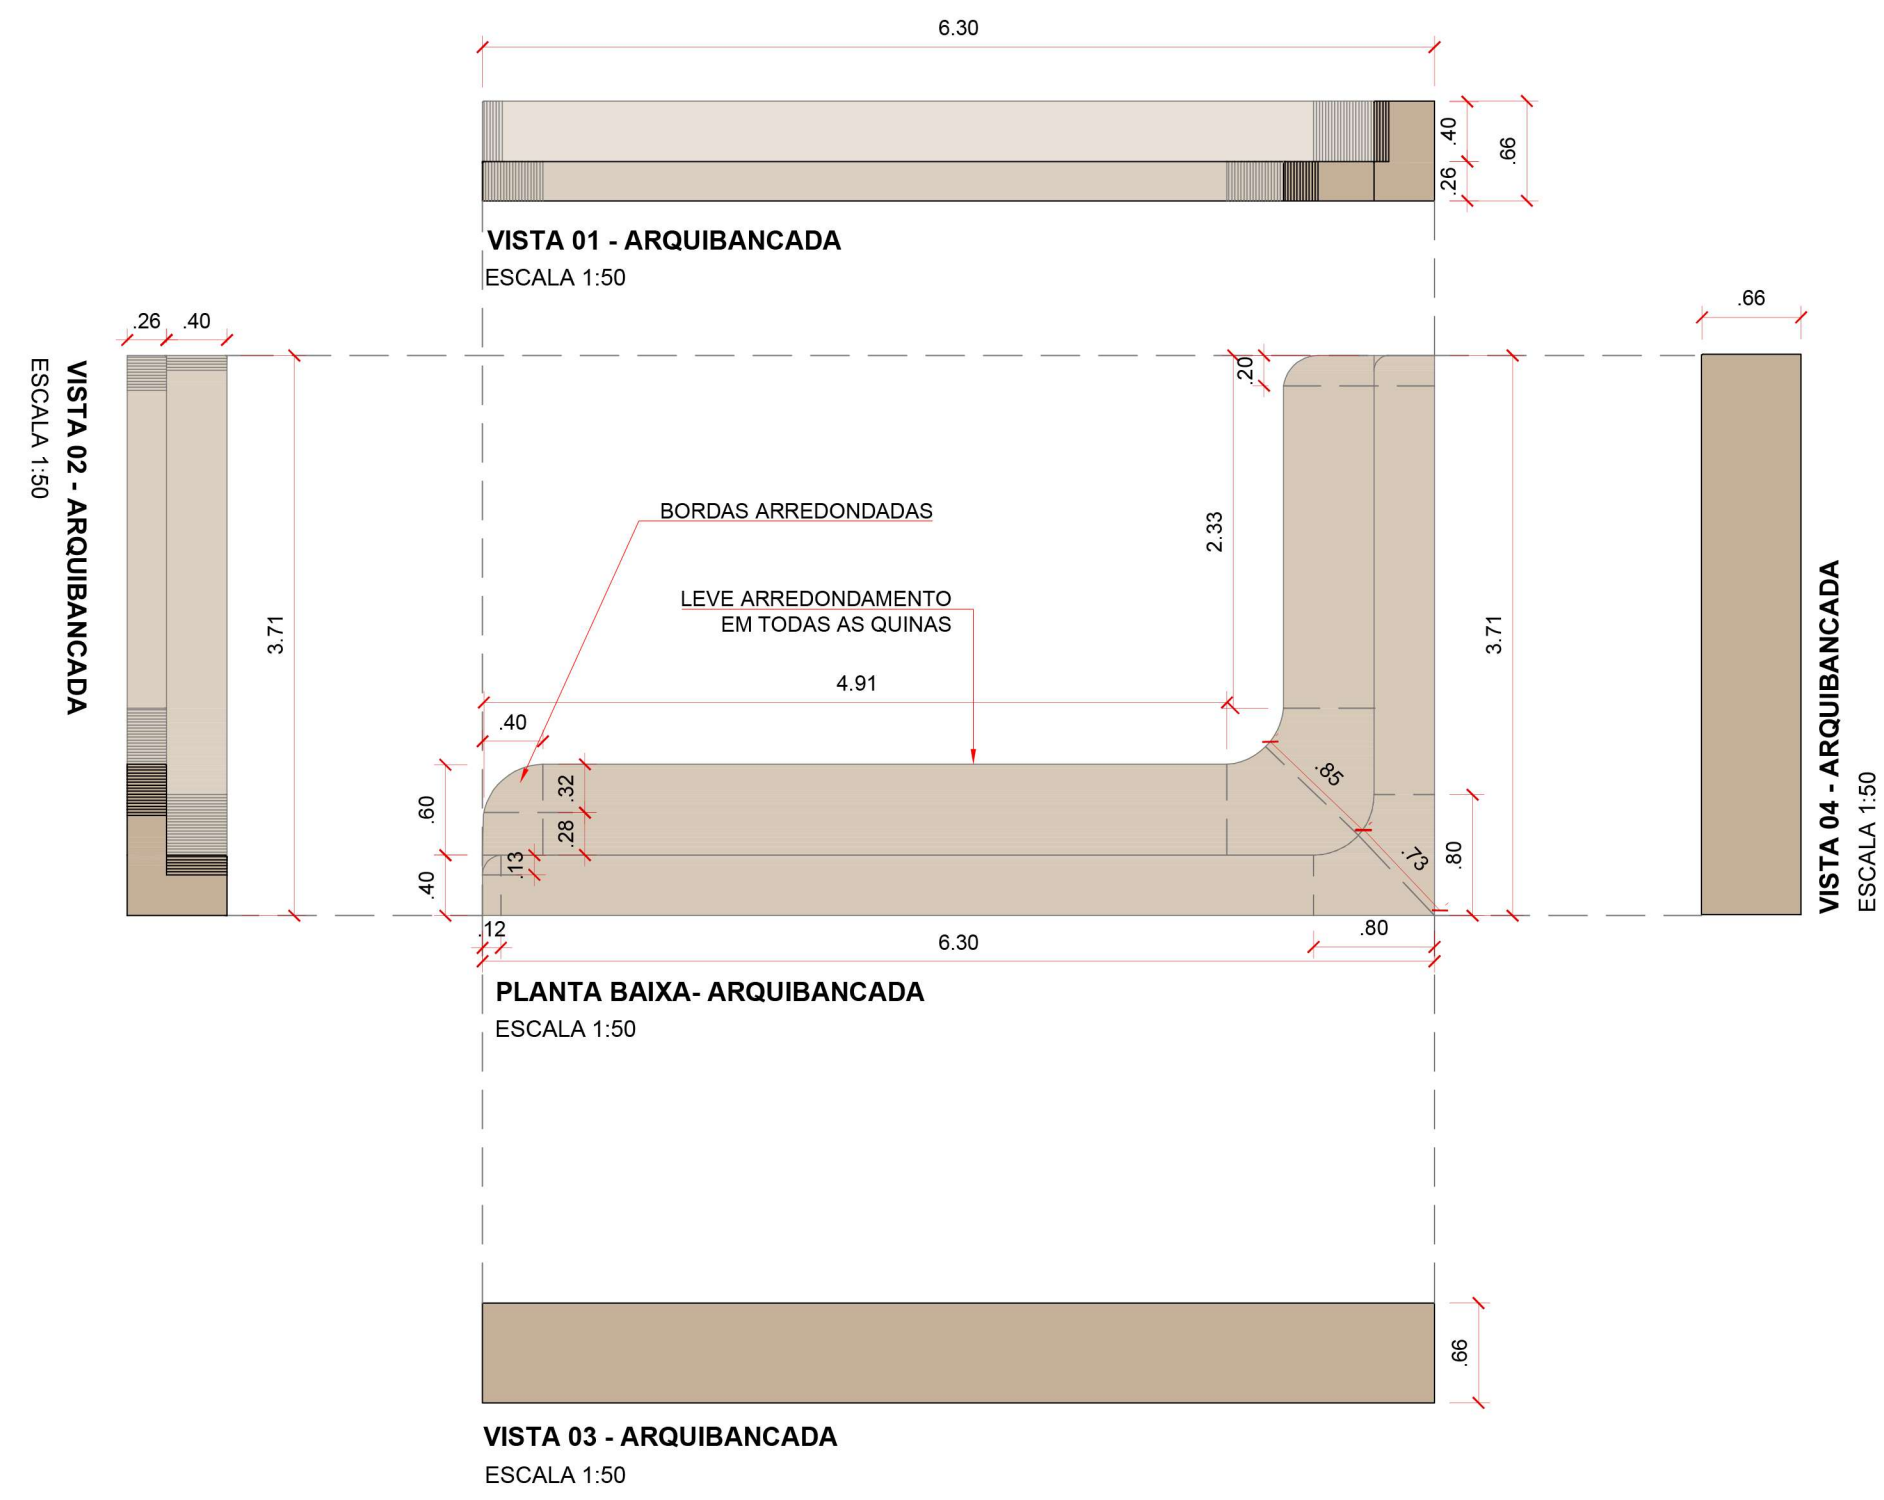 6.30
.40
.66
.26
VISTA 01 - ARQUIBANCADA
ESCALA 1:50
.26
.40
VISTA 02 - ARQUIBANCADA
ESCALA 1:50
3.71
.66
.20
BORDAS ARREDONDADAS
2.33
LEVE ARREDONDAMENTO
EM TODAS AS QUINAS
3.71
VISTA 04 - ARQUIBANCADA
ESCALA 1:50
4.91
.40
.85
.32
.60
.28
.13
.73
.80
.40
.12
6.30
.80
PLANTA BAIXA- ARQUIBANCADA
ESCALA 1:50
.66
VISTA 03 - ARQUIBANCADA
ESCALA 1:50